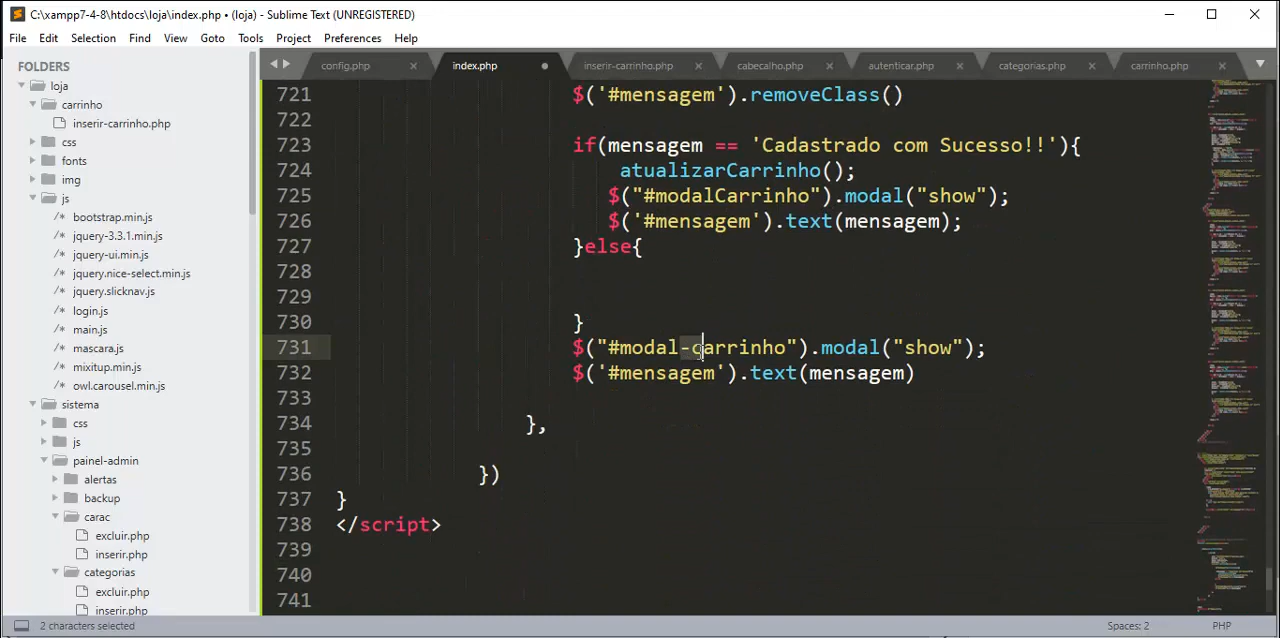 C:\xampp7-4-8\htdocs\loja\index.php • (loja) - Sublime Text (UNREGISTERED)
File Edit Selection Find View Goto Tools Project Preferences Help
FOLDERS
loja
carrinho
inserir-carrinho.php
css
fonts
img
js
bootstrap.min.js
jquery-3.3.1.min.js
jquery-ui.min.js
jquery.nice-select.min.js
jquery.slicknav.js
login.js
main.js
mascara.js
mixitup.min.js
owl.carousel.min.js
sistema
css
js
painel-admin
alertas
backup
carac
excluir.php
inserir.php
categorias
excluir.php
inserir.php
config.php index.php inserir-carrinho.php cabecalho.php autenticar.php categorias.php carrinho.php
721 $('#mensagem').removeClass()
722
723 if(mensagem == 'Cadastrado com Sucesso!!'){
724 atualizarCarrinho();
725 $("#modalCarrinho").modal("show");
726 $('#mensagem').text(mensagem);
727 }else{
728
729
730 }
731 $("#modal-carrinho").modal("show");
732 $('#mensagem').text(mensagem)
733
734 },
735
736 })
737 }
738 </script>
739
740
741
2 characters selected Spaces: 2 PHP